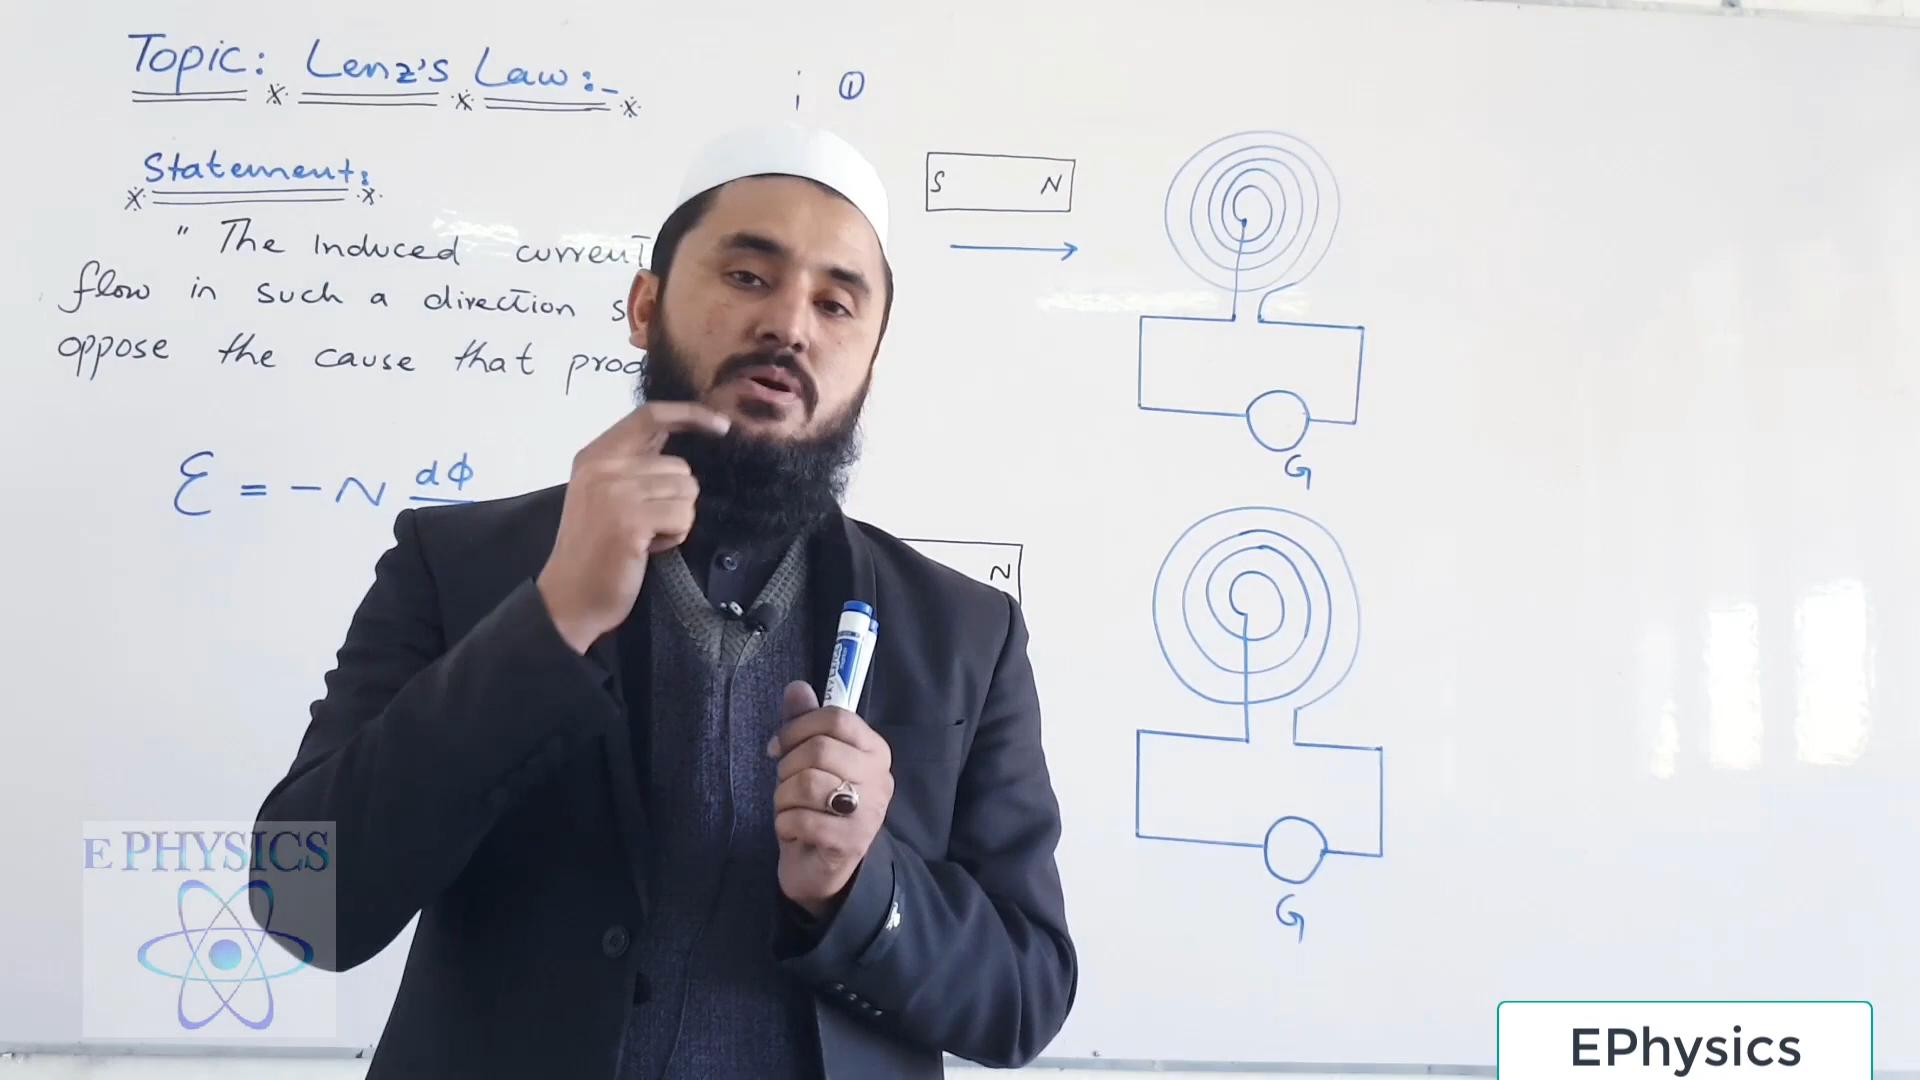 Topic: Lenz's Law:-
Statement:
" The Induced current
flow in such a direction
oppose the cause that
ε = -N dϕ
i ①
S N
G
N
G
E PHYSICS
EPhysics